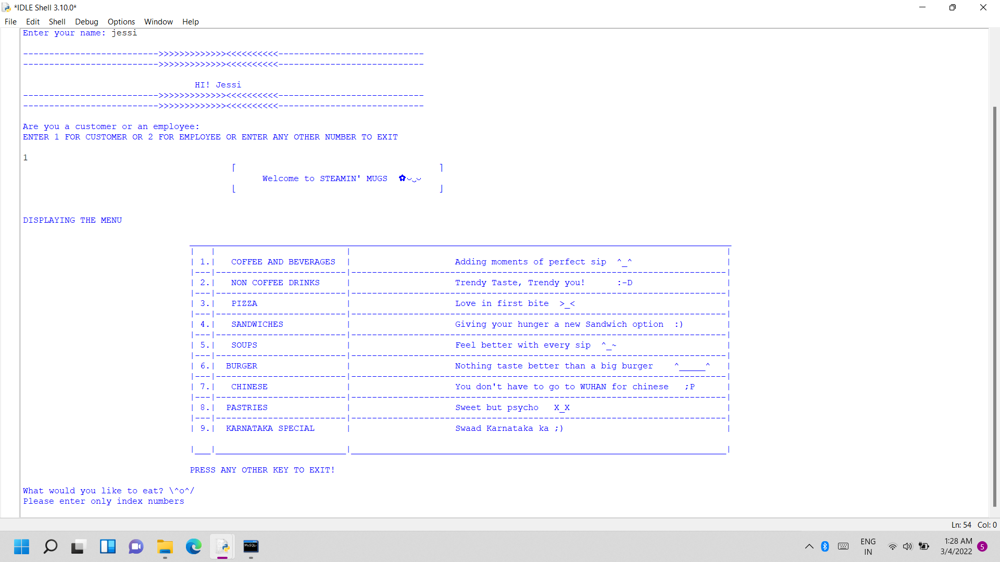 *IDLE Shell 3.10.0*
File Edit Shell Debug Options Window Help
Enter your name: jessi
-------------------------->>>>>>>>>>>>><<<<<<<<<<----------------------------
-------------------------->>>>>>>>>>>>><<<<<<<<<<----------------------------
HI! Jessi
-------------------------->>>>>>>>>>>>><<<<<<<<<<----------------------------
-------------------------->>>>>>>>>>>>><<<<<<<<<<----------------------------
Are you a customer or an employee:
ENTER 1 FOR CUSTOMER OR 2 FOR EMPLOYEE OR ENTER ANY OTHER NUMBER TO EXIT
1
⌈ ⌉
Welcome to STEAMIN' MUGS ✿◡‿◡
⌊ ⌋
DISPLAYING THE MENU
| 1.| COFFEE AND BEVERAGES | Adding moments of perfect sip ^_^ |
| 2.| NON COFFEE DRINKS | Trendy Taste, Trendy you! :-D |
| 3.| PIZZA | Love in first bite >_< |
| 4.| SANDWICHES | Giving your hunger a new Sandwich option :) |
| 5.| SOUPS | Feel better with every sip ^_~ |
| 6.| BURGER | Nothing taste better than a big burger ^_____^ |
| 7.| CHINESE | You don't have to go to WUHAN for chinese ;P |
| 8.| PASTRIES | Sweet but psycho X_X |
| 9.| KARNATAKA SPECIAL | Swaad Karnataka ka ;) |
PRESS ANY OTHER KEY TO EXIT!
What would you like to eat? \^o^/
Please enter only index numbers
Ln: 54 Col: 0
MySQL
ENG
IN
1:28 AM
3/4/2022
5